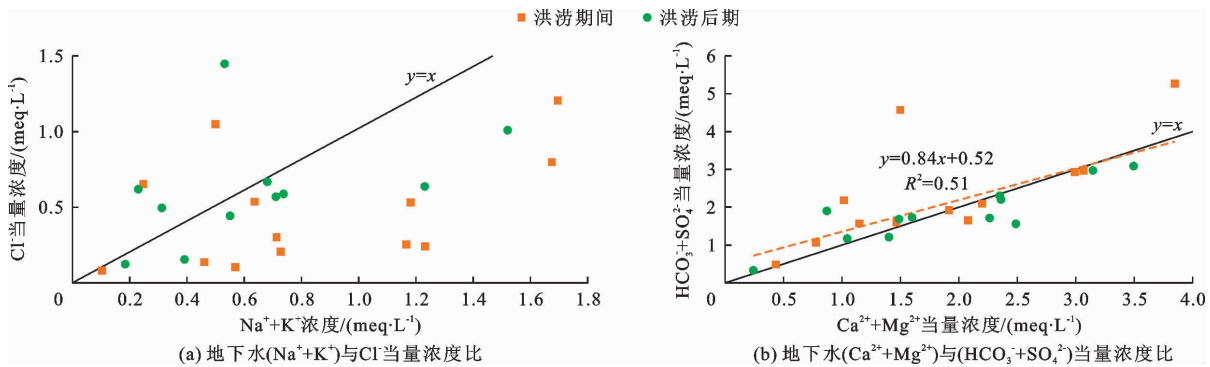 洪涝期间 洪涝后期
Cl⁻当量浓度/(meq·L⁻¹)
1.5
1.0
0.5
0
y=x
0.2 0.4 0.6 0.8 1.0 1.2 1.4 1.6 1.8
Na⁺+K⁺浓度/(meq·L⁻¹)
(a) 地下水(Na⁺+K⁺)与Cl⁻当量浓度比
HCO₃⁻+SO₄²⁻当量浓度/(meq·L⁻¹)
6
5
4
3
2
1
0
y=x
y=0.84x+0.52
R²=0.51
0.5 1.0 1.5 2.0 2.5 3.0 3.5 4.0
Ca²⁺+Mg²⁺当量浓度/(meq·L⁻¹)
(b) 地下水(Ca²⁺+Mg²⁺)与(HCO₃⁻+SO₄²⁻)当量浓度比